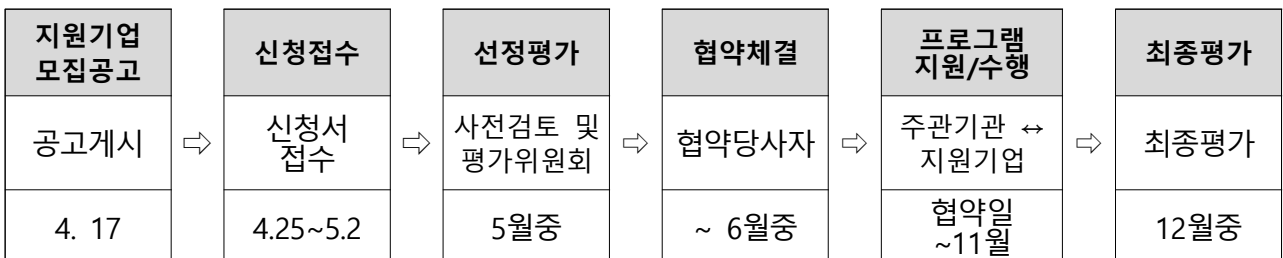 지원기업
모집공고
공고게시
4. 17
⇨
신청접수
신청서
접수
4.25~5.2
⇨
선정평가
사전검토 및
평가위원회
5월중
⇨
협약체결
협약당사자
~ 6월중
⇨
프로그램
지원/수행
주관기관 ↔
지원기업
협약일
~11월
⇨
최종평가
최종평가
12월중